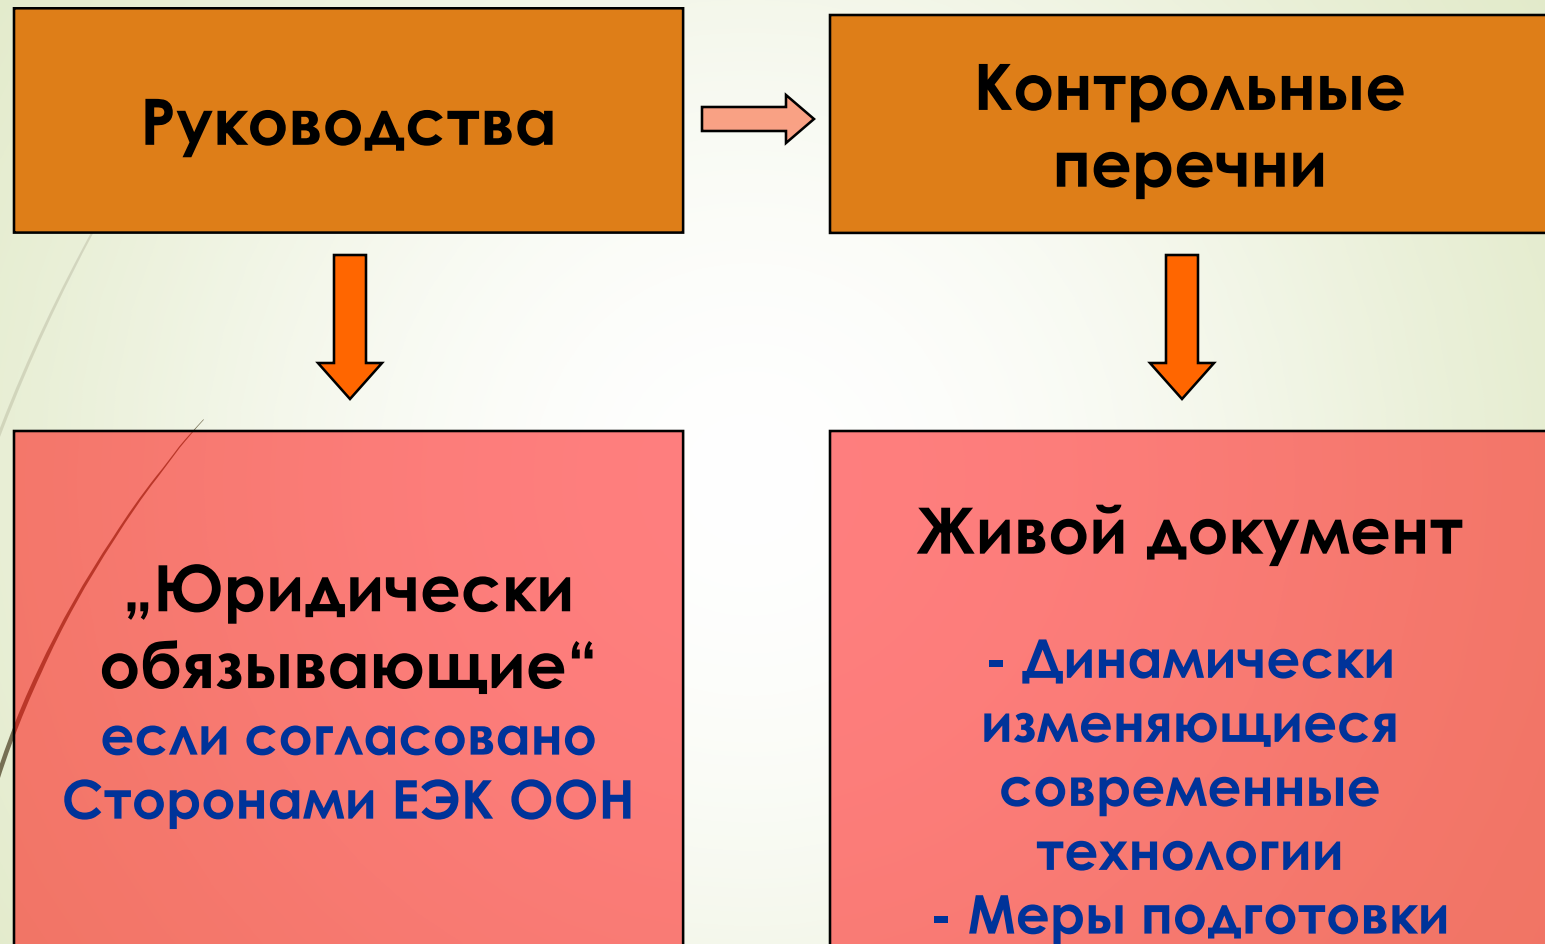 Руководства
Контрольные
перечни
„Юридически
обязывающие“
если согласовано
Сторонами ЕЭК ООН
Живой документ
- Динамически
изменяющиеся
современные
технологии
- Меры подготовки